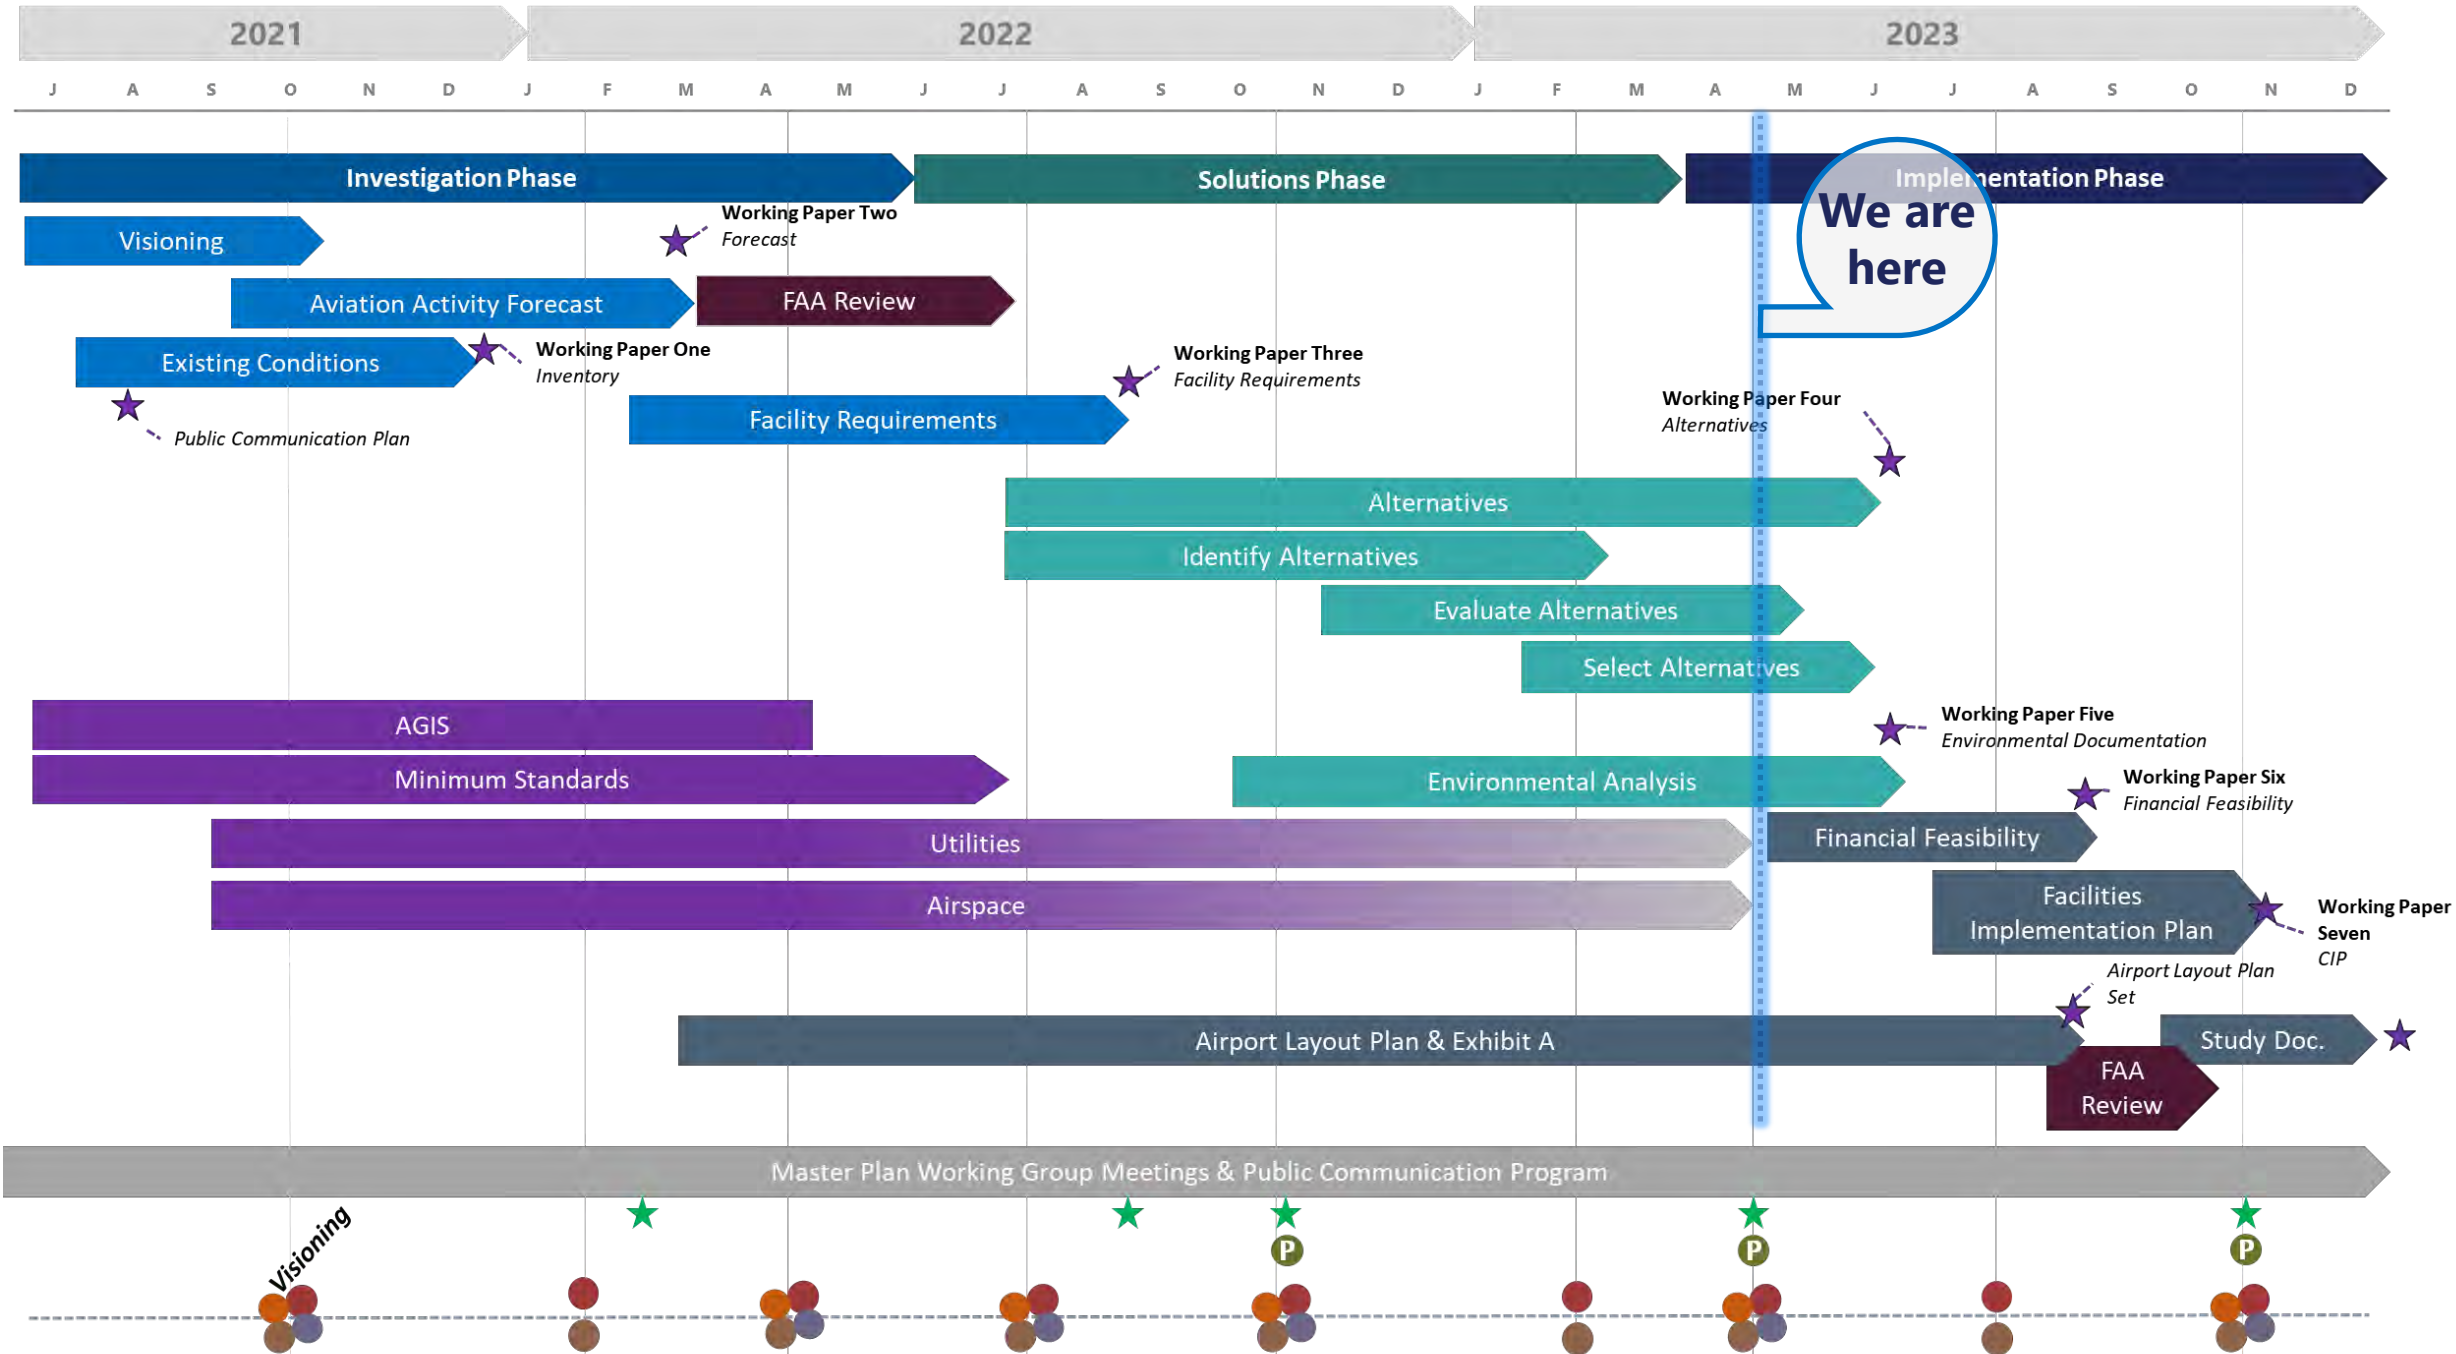 2021 2022 2023
J A S O N D J F M A M J J A S O N D J F M A M J J A S O N D
Investigation Phase
Solutions Phase
Implementation Phase
We are
here
Visioning
Working Paper Two
Forecast
Aviation Activity Forecast
FAA Review
Existing Conditions
Working Paper One
Inventory
Working Paper Three
Facility Requirements
Public Communication Plan
Facility Requirements
Working Paper Four
Alternatives
Alternatives
Identify Alternatives
Evaluate Alternatives
Select Alternatives
AGIS
Working Paper Five
Environmental Documentation
Minimum Standards
Environmental Analysis
Working Paper Six
Financial Feasibility
Utilities
Financial Feasibility
Airspace
Facilities
Implementation Plan
Working Paper
Seven
CIP
Airport Layout Plan
Set
Airport Layout Plan & Exhibit A
Study Doc.
FAA
Review
Master Plan Working Group Meetings & Public Communication Program
Visioning
P P P